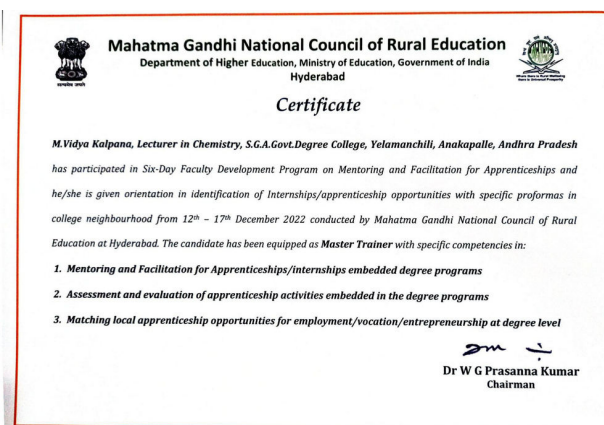 Mahatma Gandhi National Council of Rural Education
Department of Higher Education, Ministry of Education, Government of India
Hyderabad
Certificate
M.Vidya Kalpana, Lecturer in Chemistry, S.G.A.Govt.Degree College, Yelamanchili, Anakapalle, Andhra Pradesh
has participated in Six-Day Faculty Development Program on Mentoring and Facilitation for Apprenticeships and
he/she is given orientation in identification of Internships/apprenticeship opportunities with specific proformas in
college neighbourhood from 12th – 17th December 2022 conducted by Mahatma Gandhi National Council of Rural
Education at Hyderabad. The candidate has been equipped as Master Trainer with specific competencies in:
1. Mentoring and Facilitation for Apprenticeships/internships embedded degree programs
2. Assessment and evaluation of apprenticeship activities embedded in the degree programs
3. Matching local apprenticeship opportunities for employment/vocation/entrepreneurship at degree level
Dr W G Prasanna Kumar
Chairman